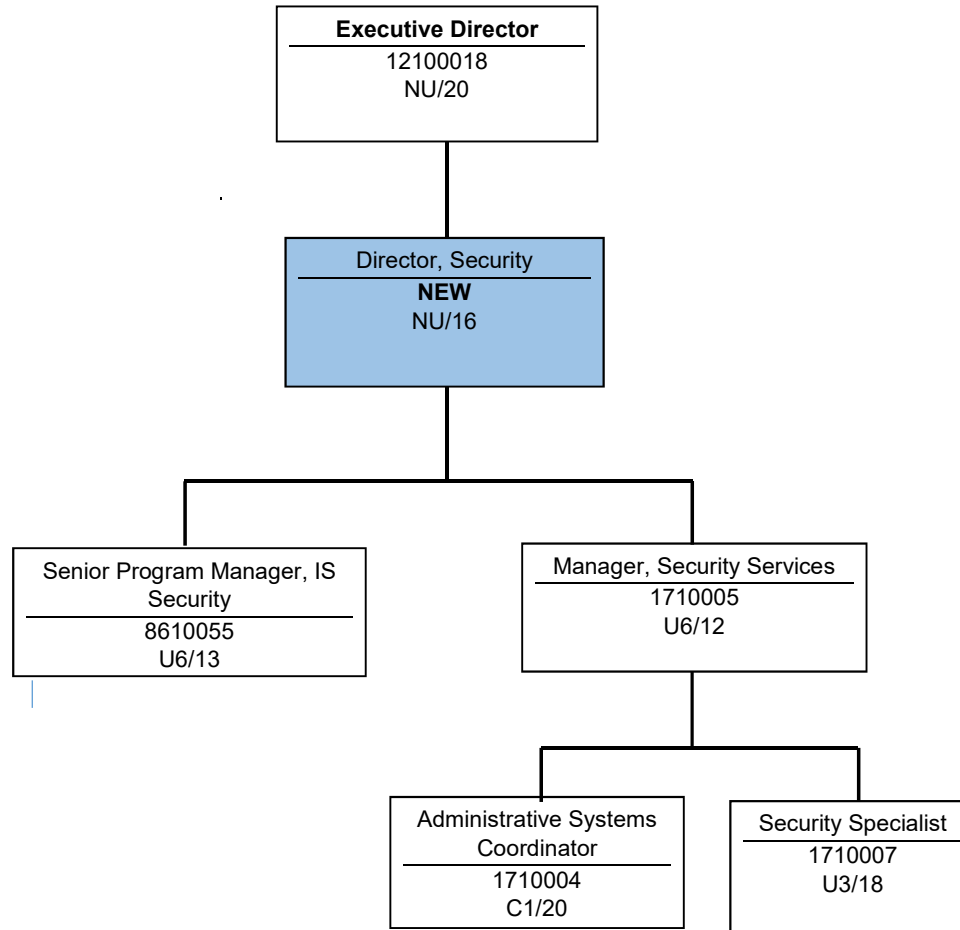 Executive Director
12100018
NU/20
Director, Security
NEW
NU/16
Senior Program Manager, IS
Security
8610055
U6/13
Manager, Security Services
1710005
U6/12
Administrative Systems
Coordinator
1710004
C1/20
Security Specialist
1710007
U3/18